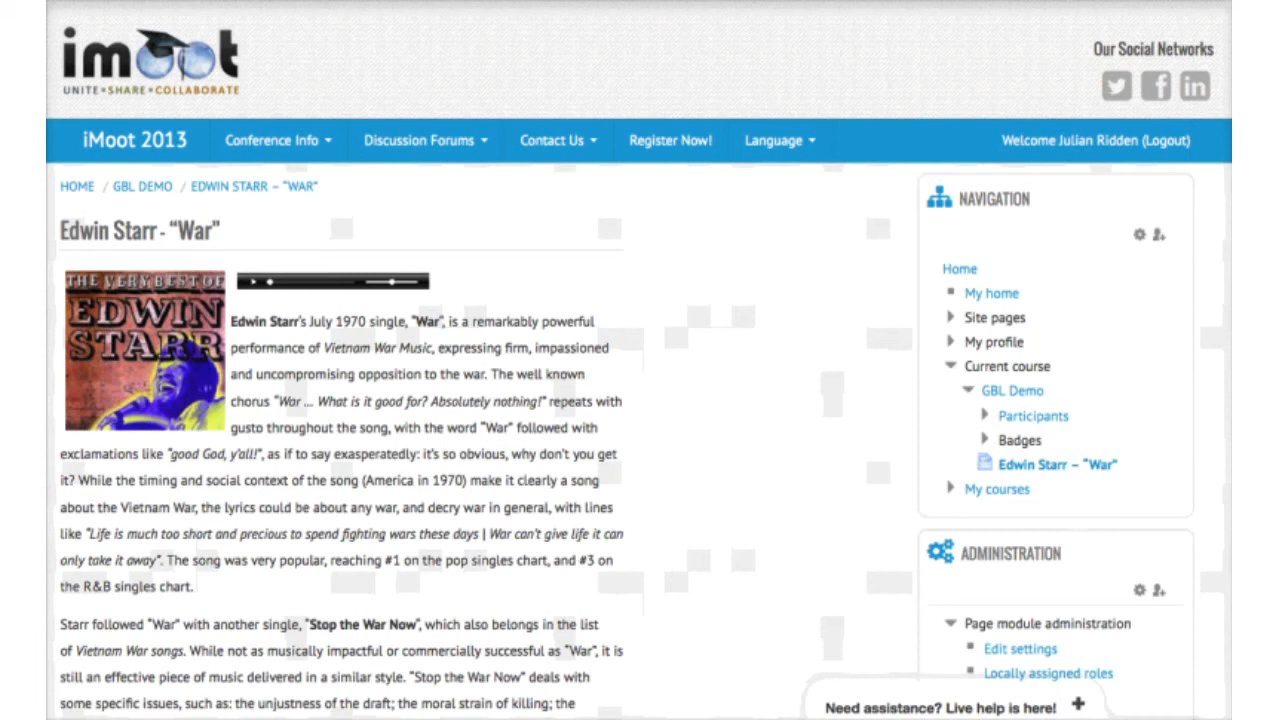 imoot
UNITE•SHARE•COLLABORATE
Our Social Networks
iMoot 2013
Conference Info
Discussion Forums
Contact Us
Register Now!
Language
Welcome Julian Ridden (Logout)
HOME / GBL DEMO / EDWIN STARR – “WAR”
Edwin Starr - “War”
THE VERY BEST OF
EDWIN
STARR
Edwin Starr's July 1970 single, “War”, is a remarkably powerful
performance of Vietnam War Music, expressing firm, impassioned
and uncompromising opposition to the war. The well known
chorus “War ... What is it good for? Absolutely nothing!” repeats with
gusto throughout the song, with the word “War” followed with
exclamations like “good God, y’all!”, as if to say exasperatedly: it’s so obvious, why don’t you get
it? While the timing and social context of the song (America in 1970) make it clearly a song
about the Vietnam War, the lyrics could be about any war, and decry war in general, with lines
like “Life is much too short and precious to spend fighting wars these days | War can’t give life it can
only take it away”. The song was very popular, reaching #1 on the pop singles chart, and #3 on
the R&B singles chart.
Starr followed “War” with another single, “Stop the War Now”, which also belongs in the list
of Vietnam War songs. While not as musically impactful or commercially successful as “War”, it is
still an effective piece of music delivered in a similar style. “Stop the War Now” deals with
some specific issues, such as: the unjustness of the draft; the moral strain of killing; the
NAVIGATION
Home
My home
Site pages
My profile
Current course
GBL Demo
Participants
Badges
Edwin Starr – “War”
My courses
ADMINISTRATION
Page module administration
Edit settings
Locally assigned roles
Need assistance? Live help is here! +